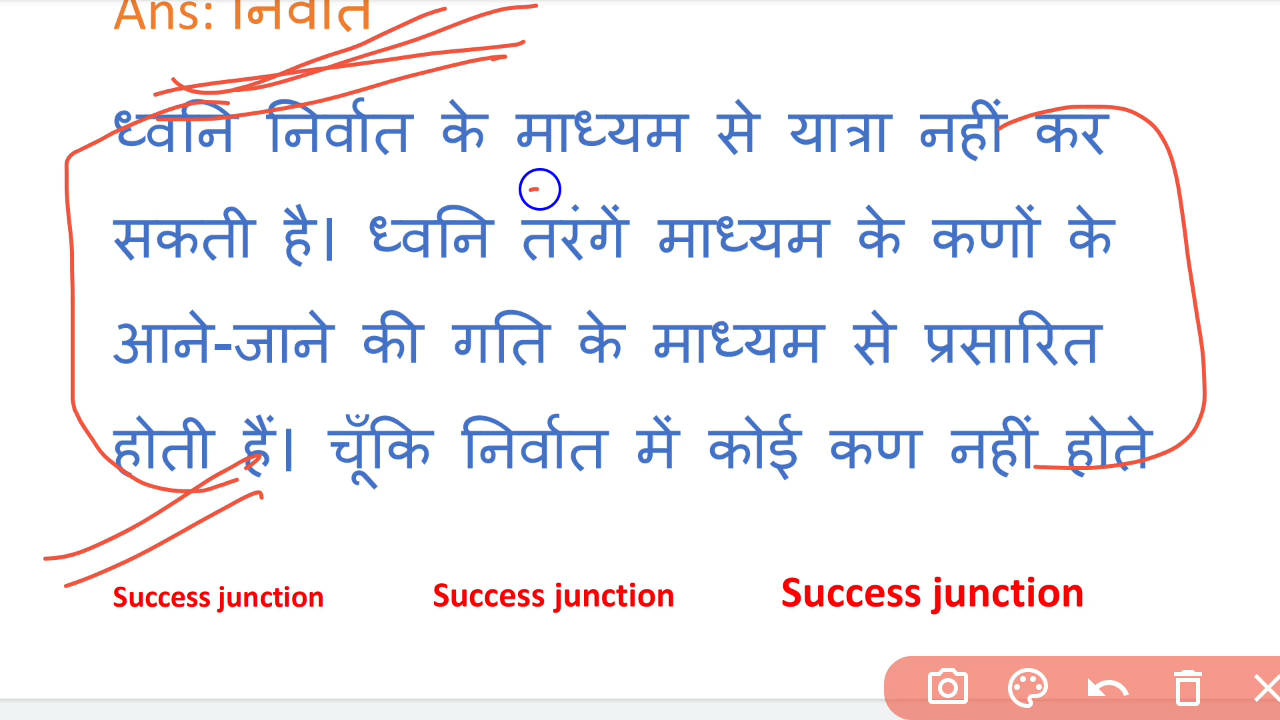 Ans: निर्वात
ध्वनि निर्वात के माध्यम से यात्रा नहीं कर
सकती है। ध्वनि तरंगें माध्यम के कणों के
आने-जाने की गति के माध्यम से प्रसारित
होती हैं। चूँकि निर्वात में कोई कण नहीं होते
Success junction Success junction Success junction